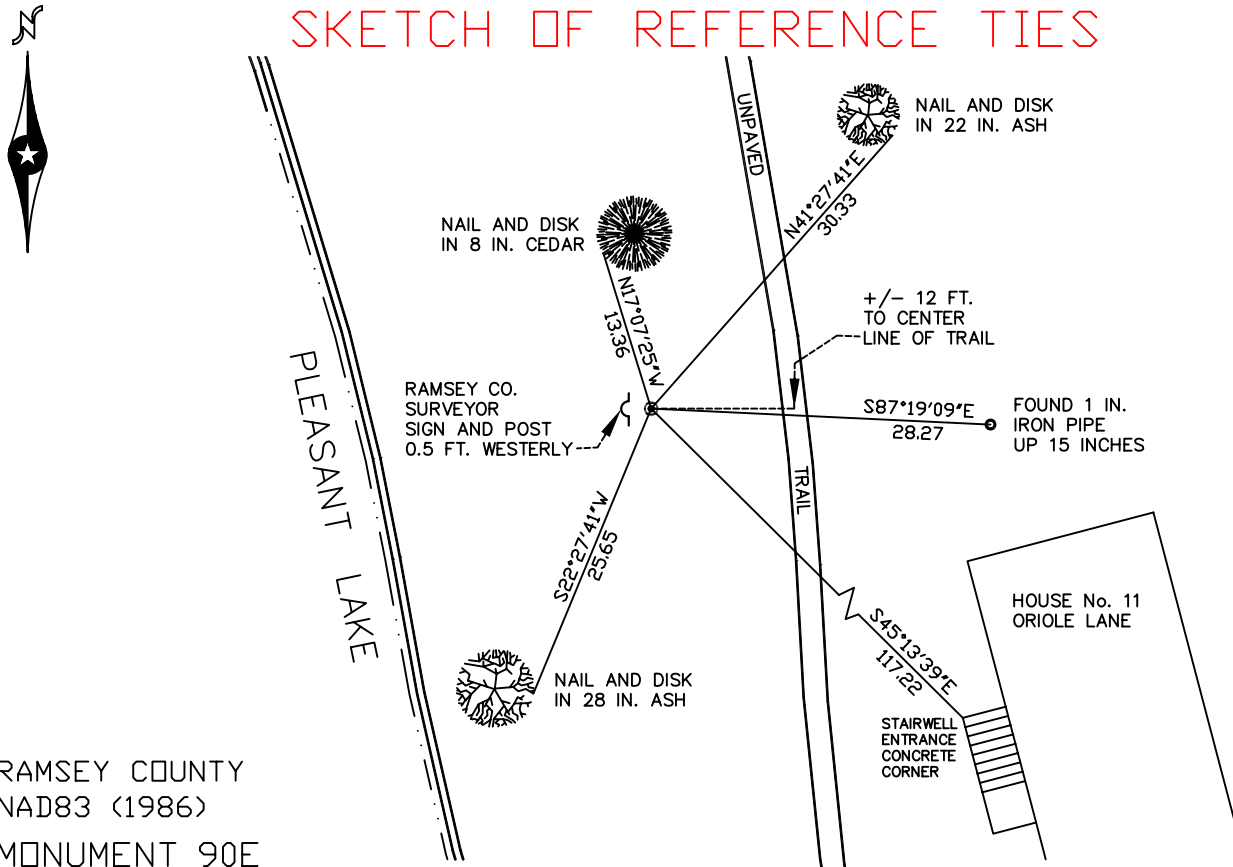 N
SKETCH OF REFERENCE TIES
NAIL AND DISK
IN 22 IN. ASH
UNPAVED
N41°27'41"E
30.33
NAIL AND DISK
IN 8 IN. CEDAR
N17°07'25"W
13.36
+/- 12 FT.
TO CENTER
LINE OF TRAIL
RAMSEY CO.
SURVEYOR
SIGN AND POST
0.5 FT. WESTERLY
S87°19'09"E
28.27
FOUND 1 IN.
IRON PIPE
UP 15 INCHES
PLEASANT LAKE
TRAIL
S22°27'41"W
25.65
HOUSE No. 11
ORIOLE LANE
S45°13'39"E
117.22
NAIL AND DISK
IN 28 IN. ASH
STAIRWELL
ENTRANCE
CONCRETE
CORNER
RAMSEY COUNTY
NAD83 (1986)
MONUMENT 90E